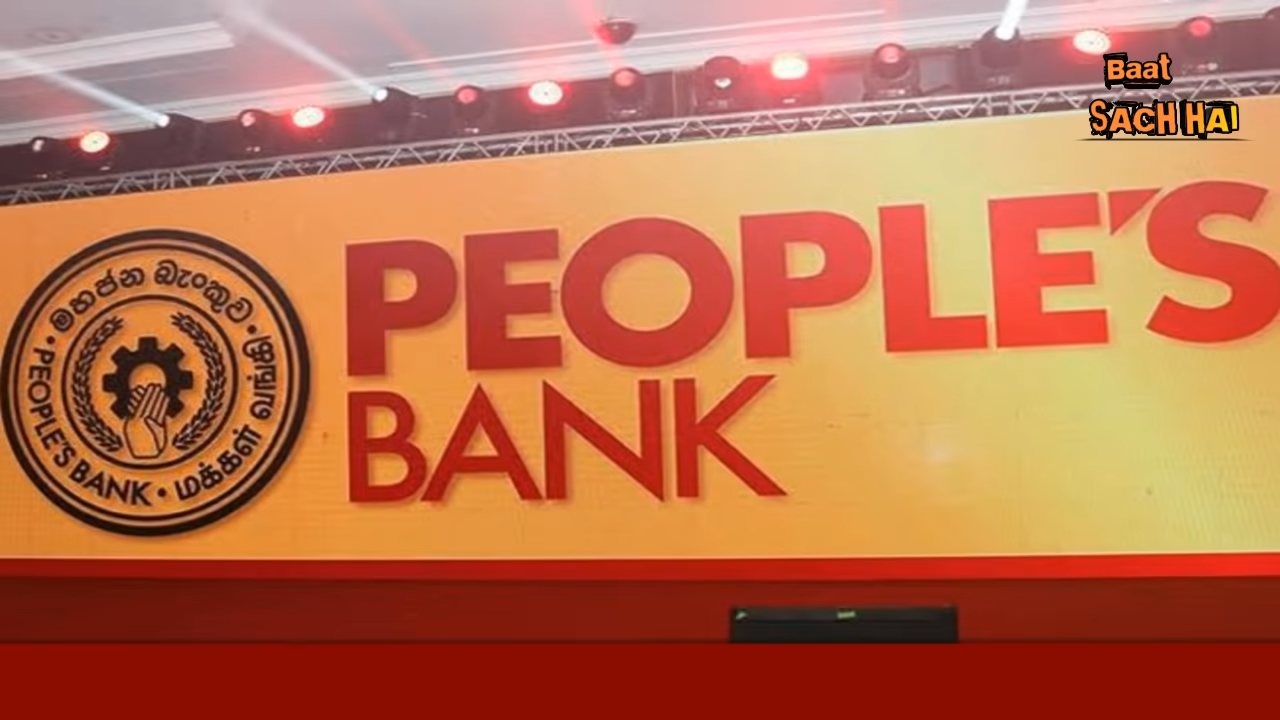 Baat
SACH HAI
PEOPLE'S
BANK
මහජන බැංකුව
• PEOPLE'S BANK •
மக்கள் வங்கி •